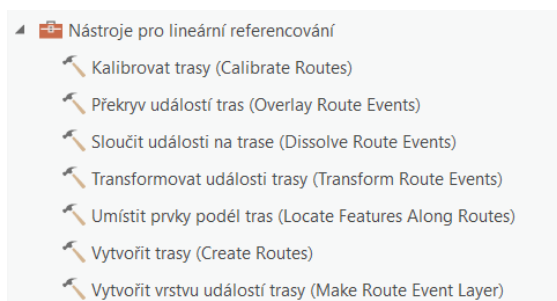 Nástroje pro lineární referencování
Kalibrovat trasy (Calibrate Routes)
Překryv událostí tras (Overlay Route Events)
Sloučit události na trase (Dissolve Route Events)
Transformovat události trasy (Transform Route Events)
Umístit prvky podél tras (Locate Features Along Routes)
Vytvořit trasy (Create Routes)
Vytvořit vrstvu událostí trasy (Make Route Event Layer)